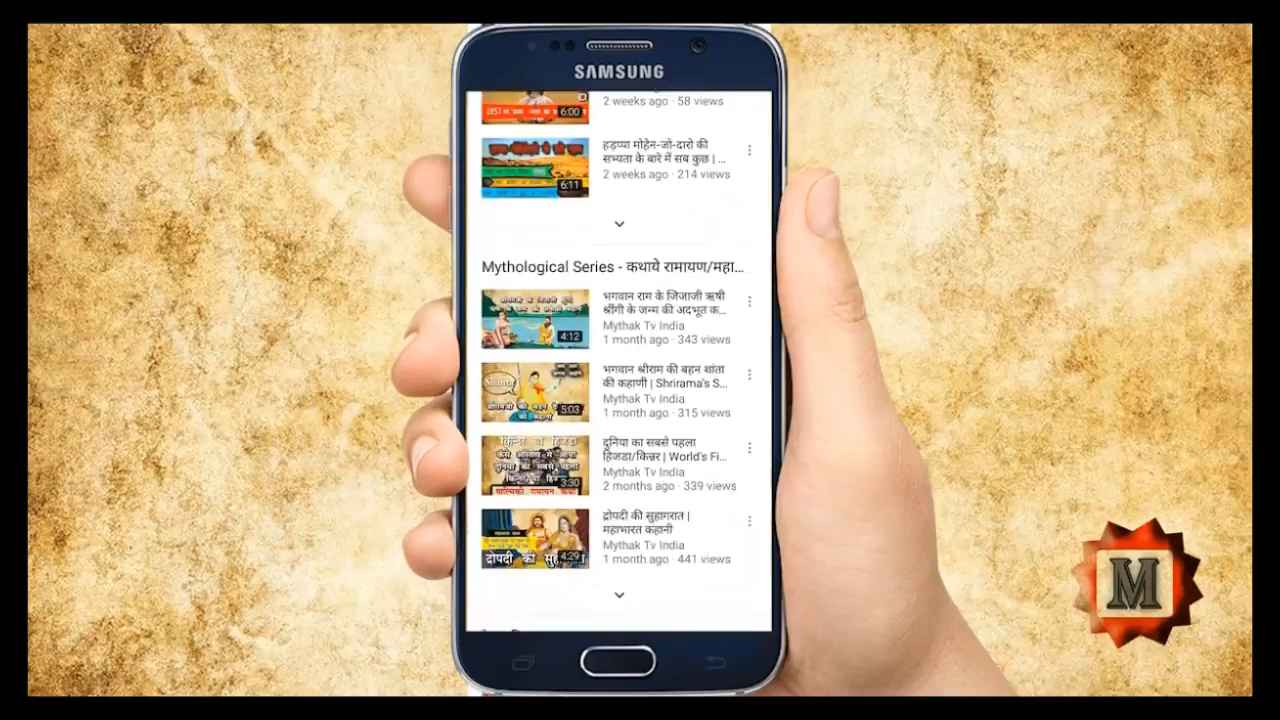 SAMSUNG
2 weeks ago · 58 views
6:00
हड़प्पा मोहेन-जो-दारो की
सभ्यता के बारे में सब कुछ | ...
2 weeks ago · 214 views
6:11
Mythological Series - कथाये रामायण/महा...
भगवान राम के जिजाजी ऋषी
श्रींगी के जन्म की अदभूत क...
Mythak Tv India
1 month ago · 343 views
4:12
भगवान श्रीराम की बहन शांता
की कहाणी | Shrirama's S...
Mythak Tv India
1 month ago · 315 views
5:03
दुनिया का सबसे पहला
हिजडा/किन्नर | World's Fi...
Mythak Tv India
2 months ago · 339 views
3:30
द्रोपदी की सुहागरात |
महाभारत कहानी
Mythak Tv India
1 month ago · 441 views
द्रोपदी की
4:29
M